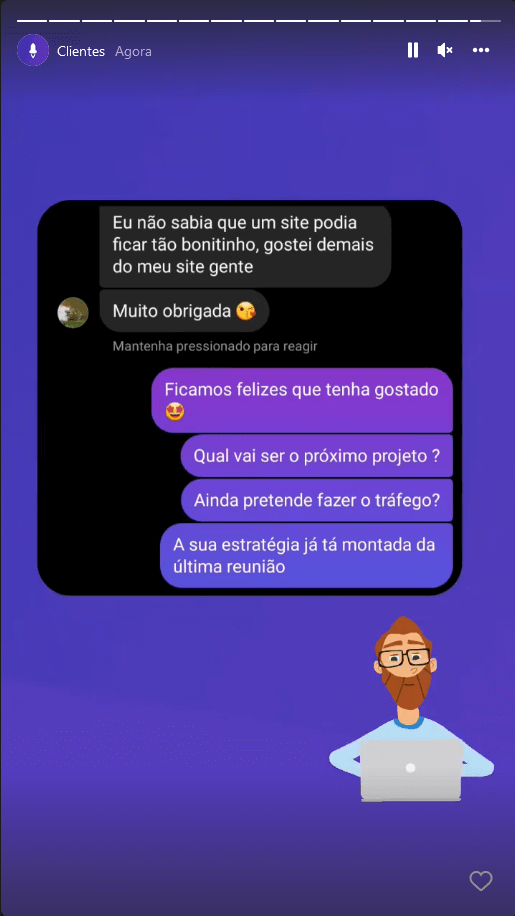 Clientes Agora
Eu não sabia que um site podia
ficar tão bonitinho, gostei demais
do meu site gente
Muito obrigada 😘
Mantenha pressionado para reagir
Ficamos felizes que tenha gostado
🤩
Qual vai ser o próximo projeto ?
Ainda pretende fazer o tráfego?
A sua estratégia já tá montada da
última reunião